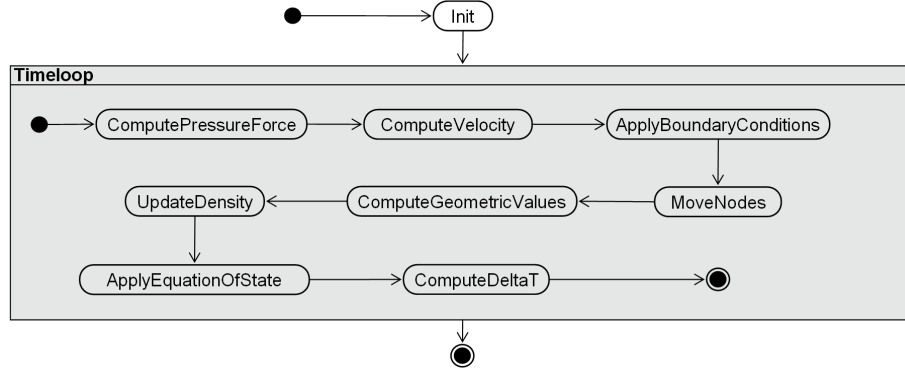 Init
Timeloop
ComputePressureForce
ComputeVelocity
ApplyBoundaryConditions
MoveNodes
ComputeGeometricValues
UpdateDensity
ApplyEquationOfState
ComputeDeltaT